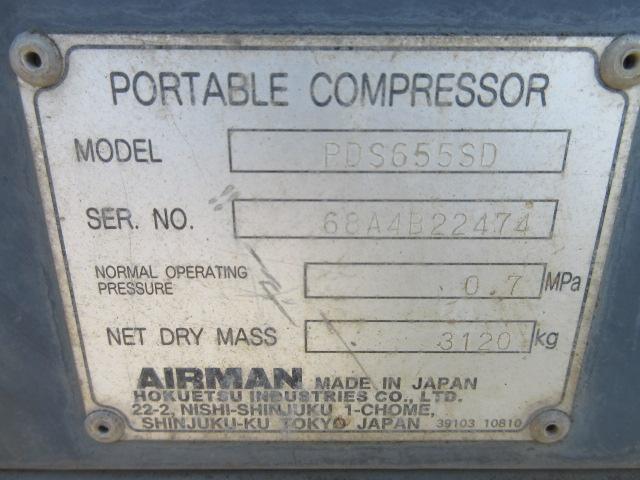 PORTABLE COMPRESSOR
MODEL PDS655SD
SER. NO. 68A4B22474
NORMAL OPERATING
PRESSURE 0.7 MPa
NET DRY MASS 3120 kg
AIRMAN MADE IN JAPAN
HOKUETSU INDUSTRIES CO., LTD.
22-2, NISHI-SHINJUKU 1-CHOME,
SHINJUKU-KU TOKYO JAPAN 39103 10810